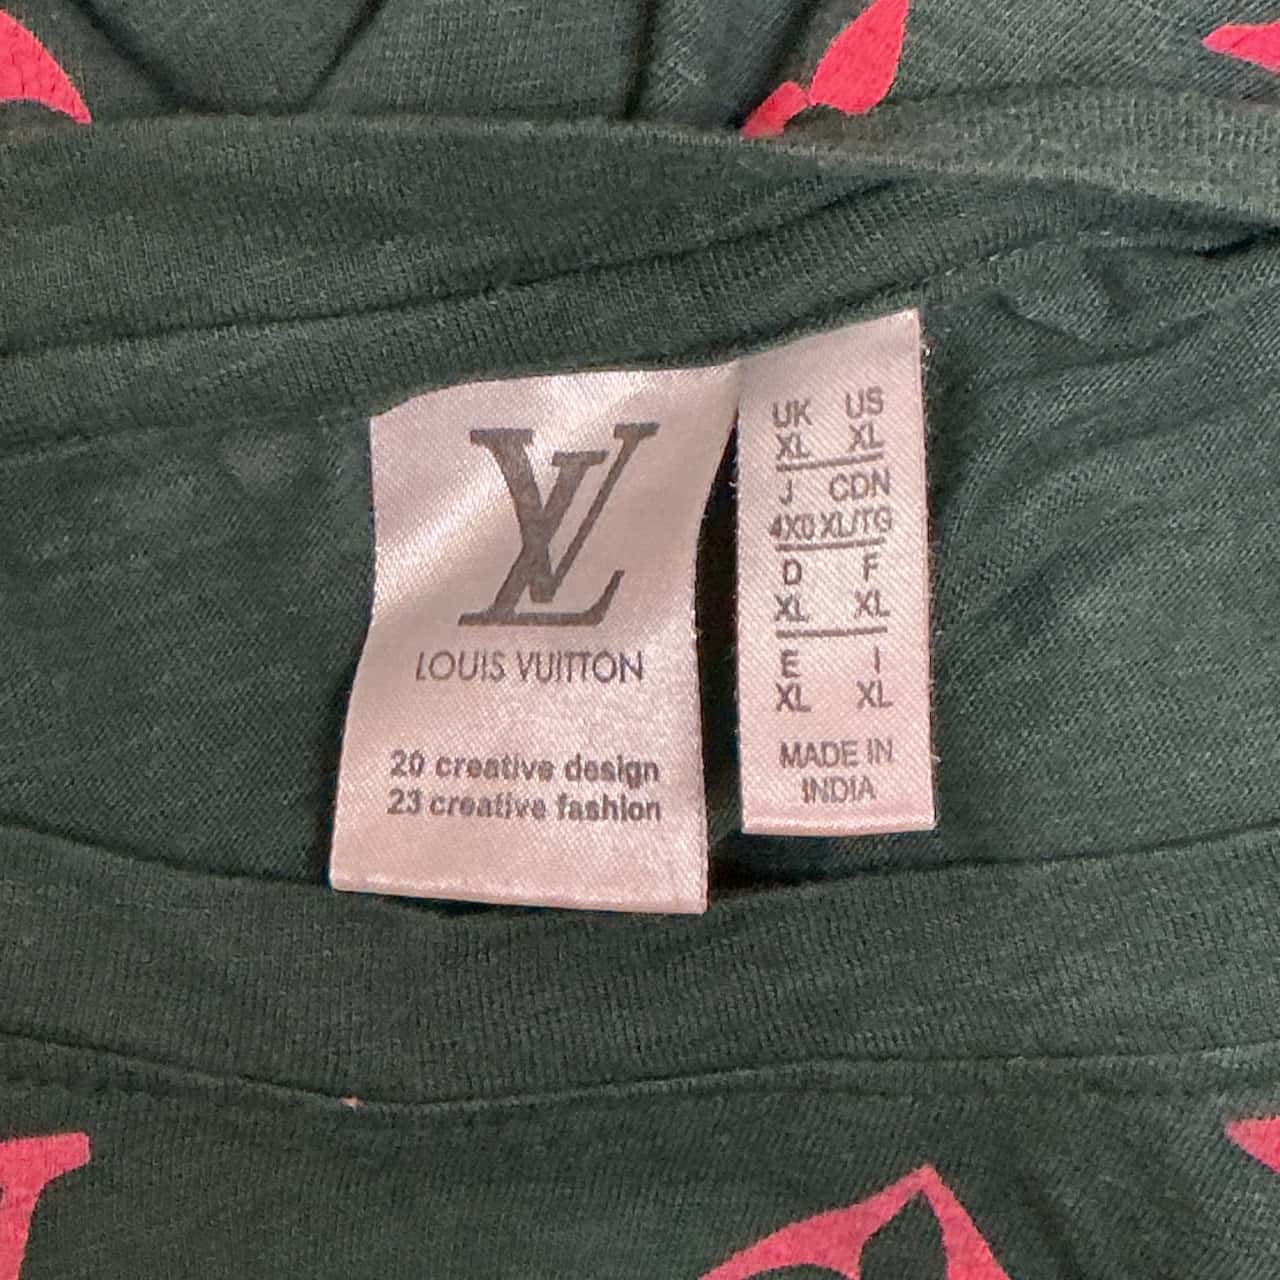 LV
LOUIS VUITTON
20 creative design
23 creative fashion
UK US
XL XL
J CDN
4X0 XL/TG
D F
XL XL
E I
XL XL
MADE IN
INDIA